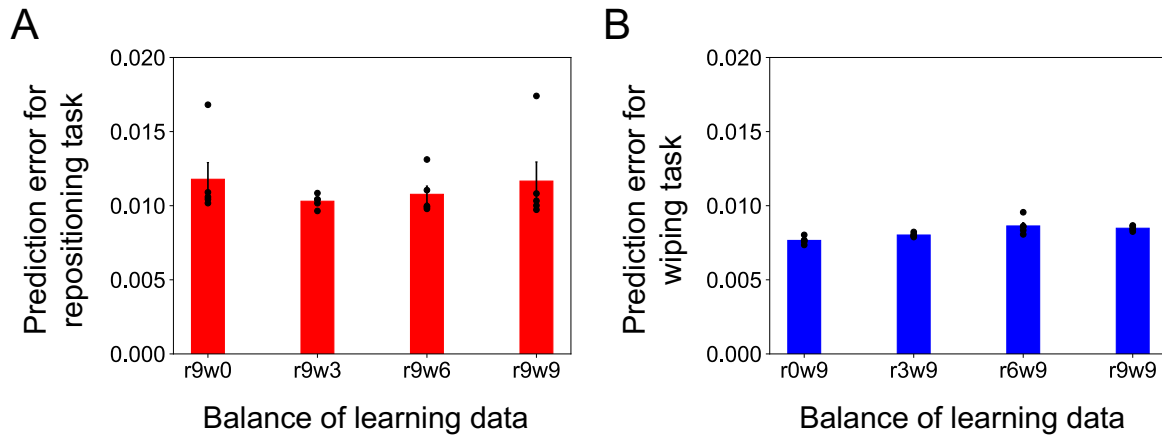 A
Prediction error for
repositioning task
0.020
0.015
0.010
0.005
0.000
r9w0 r9w3 r9w6 r9w9
Balance of learning data
B
Prediction error for
wiping task
0.020
0.015
0.010
0.005
0.000
r0w9 r3w9 r6w9 r9w9
Balance of learning data